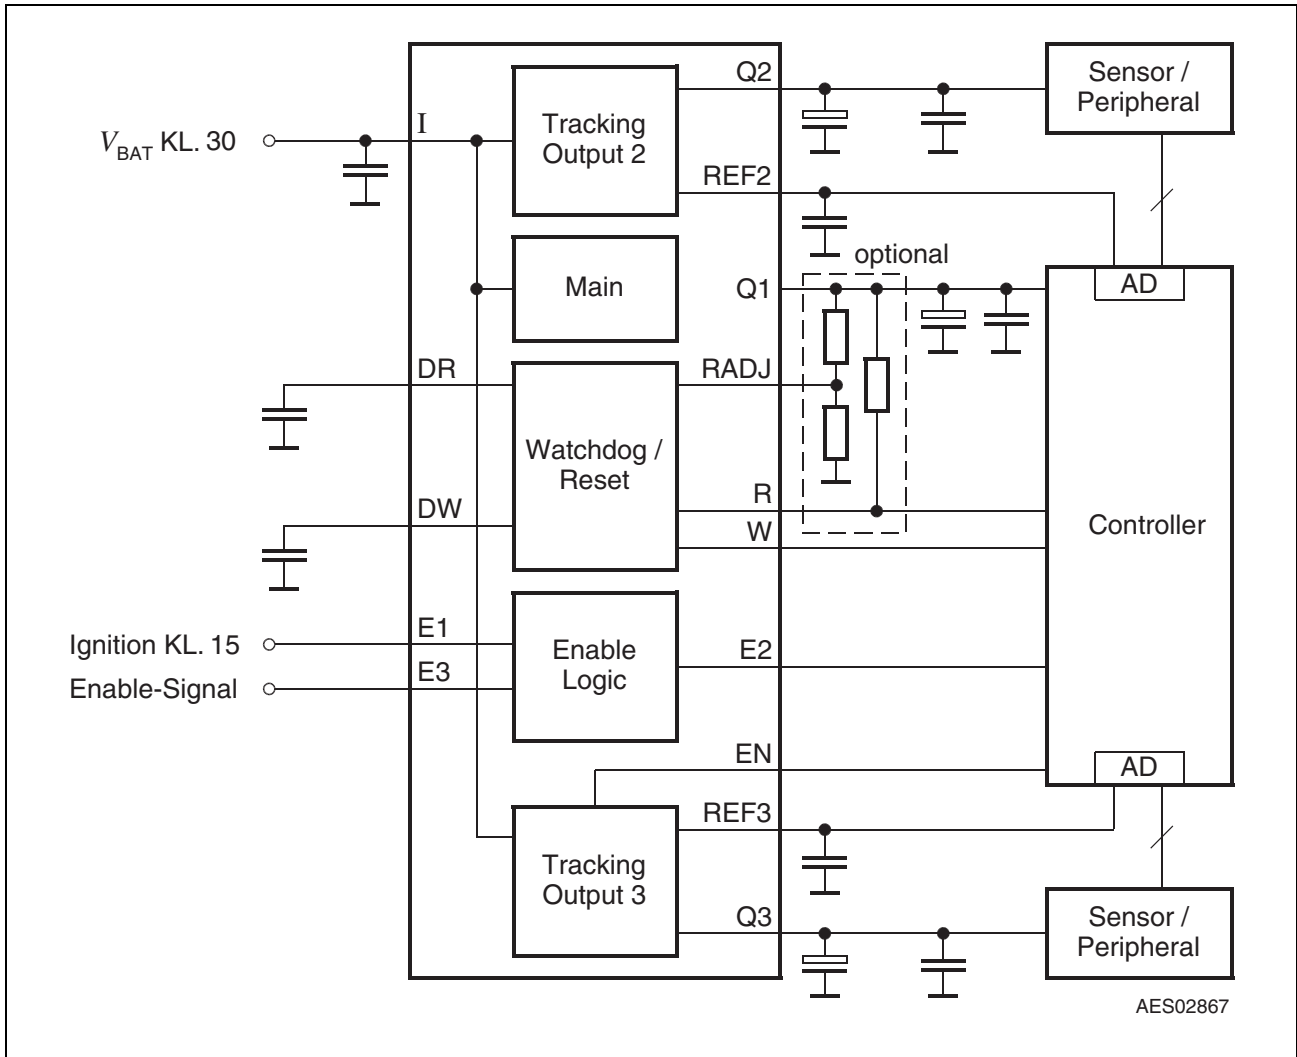 Q2
Sensor /
Peripheral
Tracking
Output 2
I
V_BAT KL. 30
REF2
optional
Main
Q1
AD
DR
RADJ
Watchdog /
Reset
R
DW
W
Controller
E1
Ignition KL. 15
Enable
Logic
E2
E3
Enable-Signal
EN
AD
REF3
Tracking
Output 3
Q3
Sensor /
Peripheral
AES02867